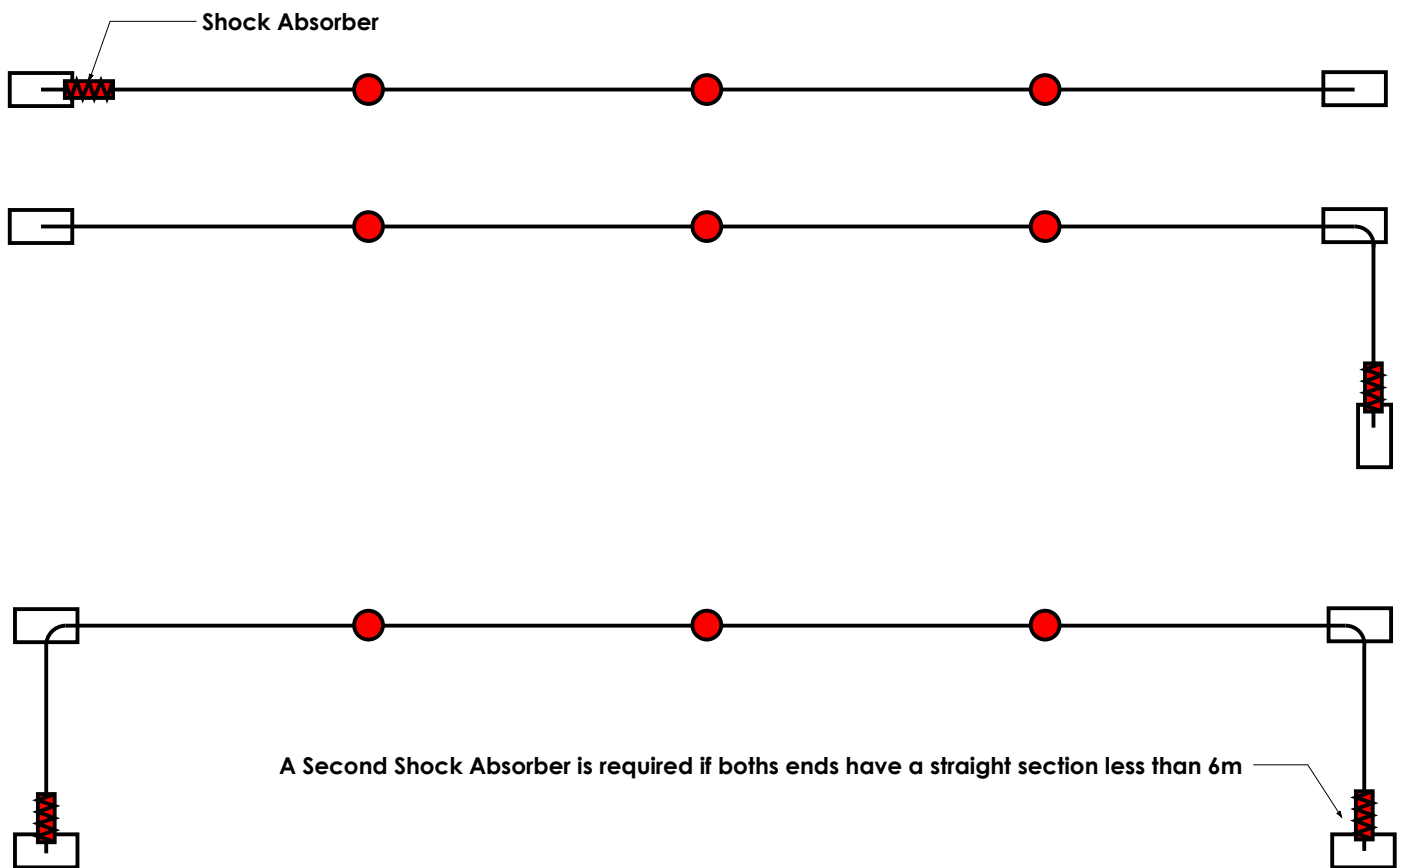 Shock Absorber
A Second Shock Absorber is required if boths ends have a straight section less than 6m